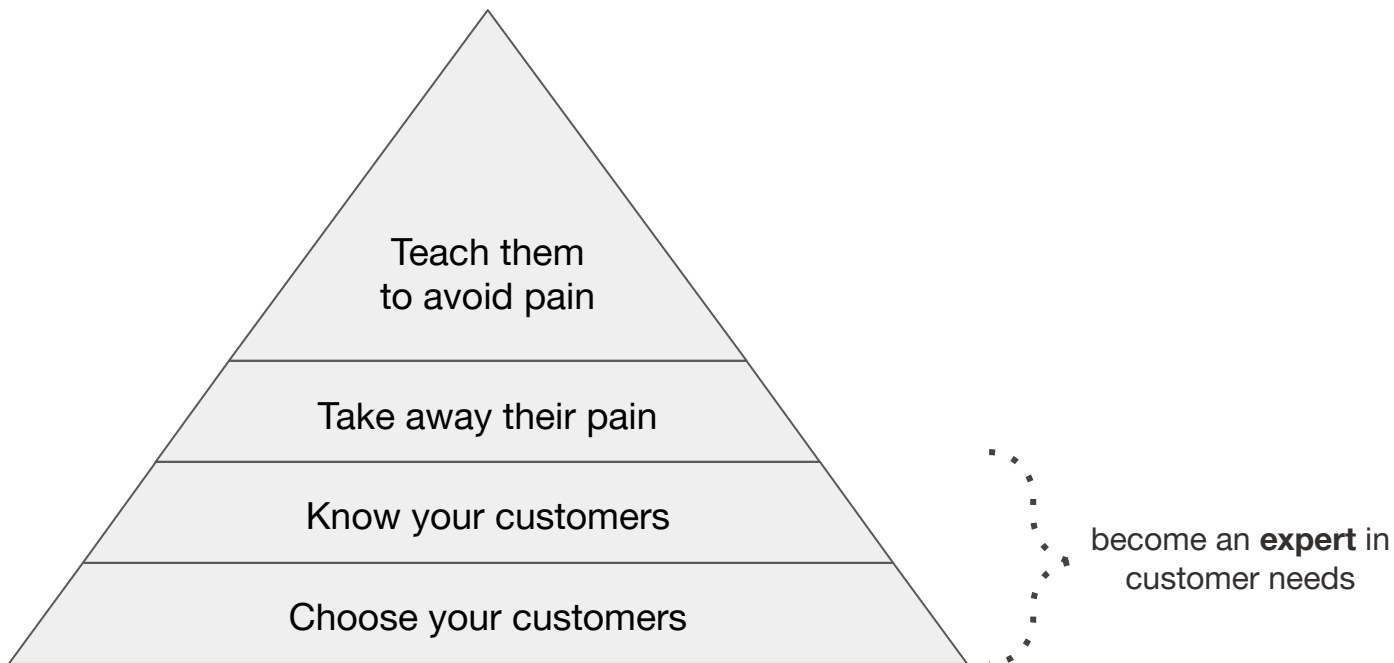 Teach them
to avoid pain
Take away their pain
Know your customers
Choose your customers
become an expert in
customer needs